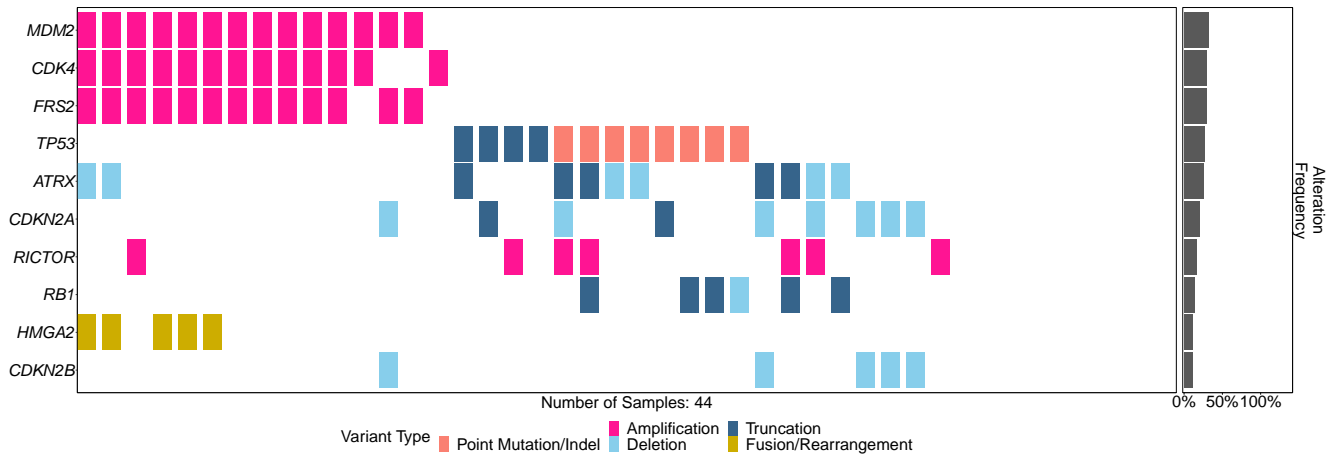 MDM2
CDK4
FRS2
TP53
ATRX
CDKN2A
RICTOR
RB1
HMGA2
CDKN2B
Number of Samples: 44
0% 50% 100%
Alteration
Frequency
Variant Type
Point Mutation/Indel
Amplification
Deletion
Truncation
Fusion/Rearrangement